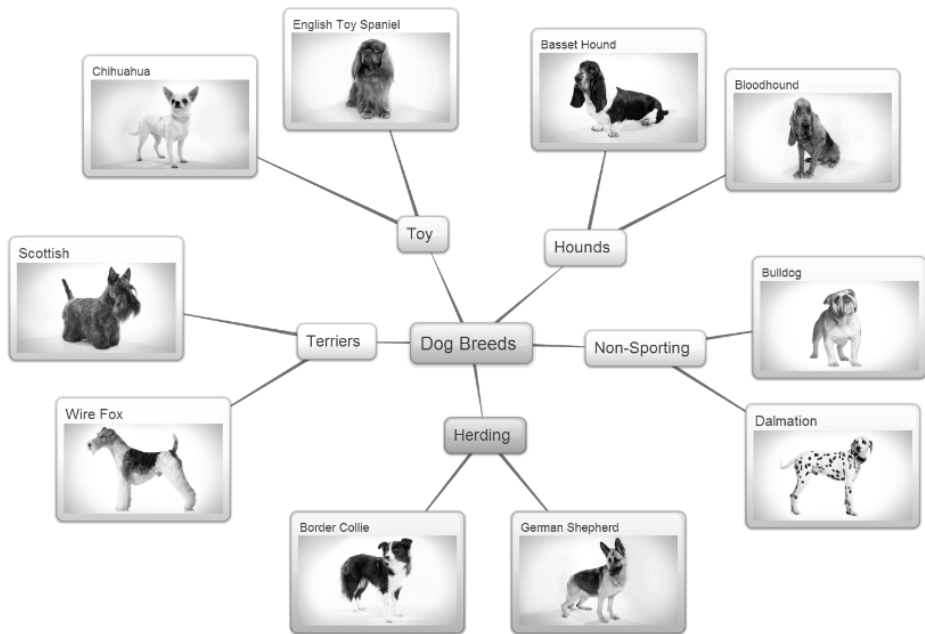 English Toy Spaniel
Basset Hound
Chihuahua
Bloodhound
Toy
Hounds
Scottish
Bulldog
Terriers
Dog Breeds
Non-Sporting
Wire Fox
Herding
Dalmation
Border Collie
German Shepherd